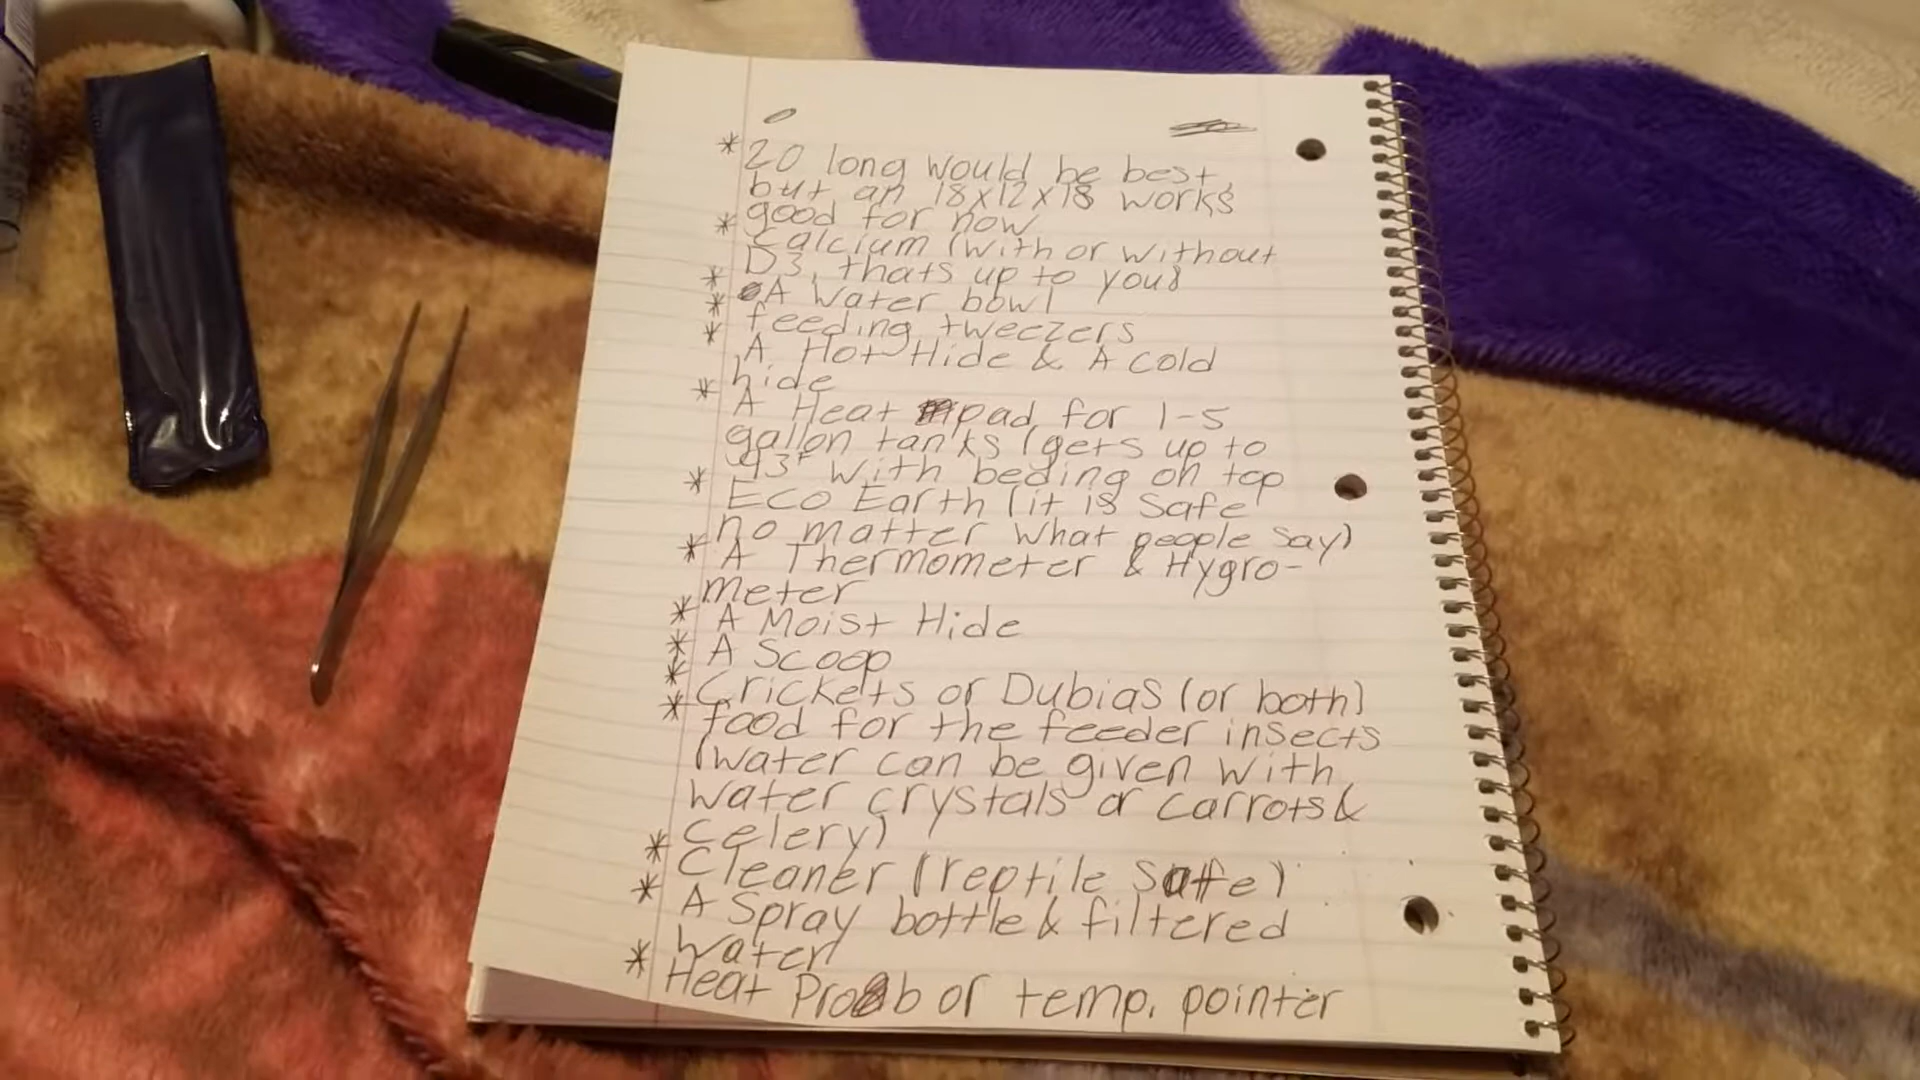 * 20 long would be best
but an 18x12x18 works
good for now
* Calcium (with or without
D3, thats up to you)
* A water bowl
* feeding tweezers
* A Hot Hide & A cold
hide
* A Heat pad for 1-5
gallon tanks (gets up to
93° with beding on top
* Eco Earth (it is safe
no matter what people say)
* A Thermometer & Hygro-
meter
* A Moist Hide
* A Scoop
* Crickets or Dubias (or both)
* food for the feeder insects
(water can be given with
water crystals or carrots &
celery)
* Cleaner (reptile safe)
* A Spray bottle & filtered
water
* Heat Prob or temp. pointer